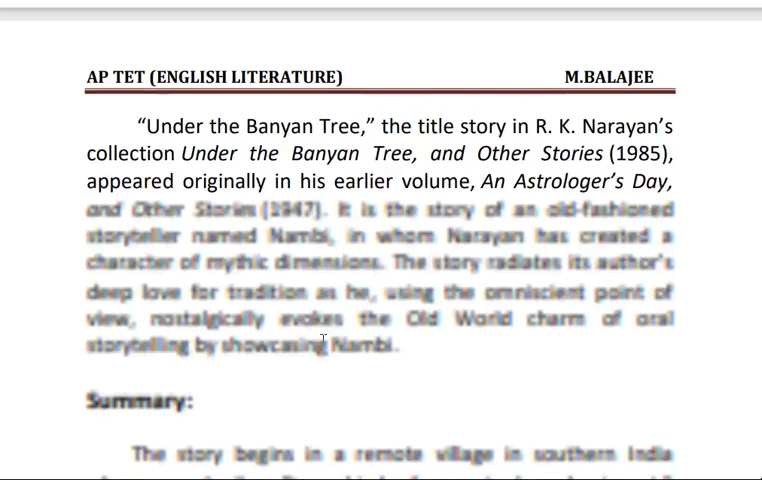 AP TET (ENGLISH LITERATURE) M.BALAJEE
“Under the Banyan Tree,” the title story in R. K. Narayan’s
collection Under the Banyan Tree, and Other Stories (1985),
appeared originally in his earlier volume, An Astrologer’s Day,
and Other Stories (1947). It is the story of an old-fashioned
storyteller named Nambi, in whom Narayan has created a
character of mythic dimensions. The story radiates its author’s
deep love for tradition as he, using the omniscient point of
view, nostalgically evokes the Old World charm of oral
storytelling by showcasing Nambi.
Summary:
The story begins in a remote village in southern India